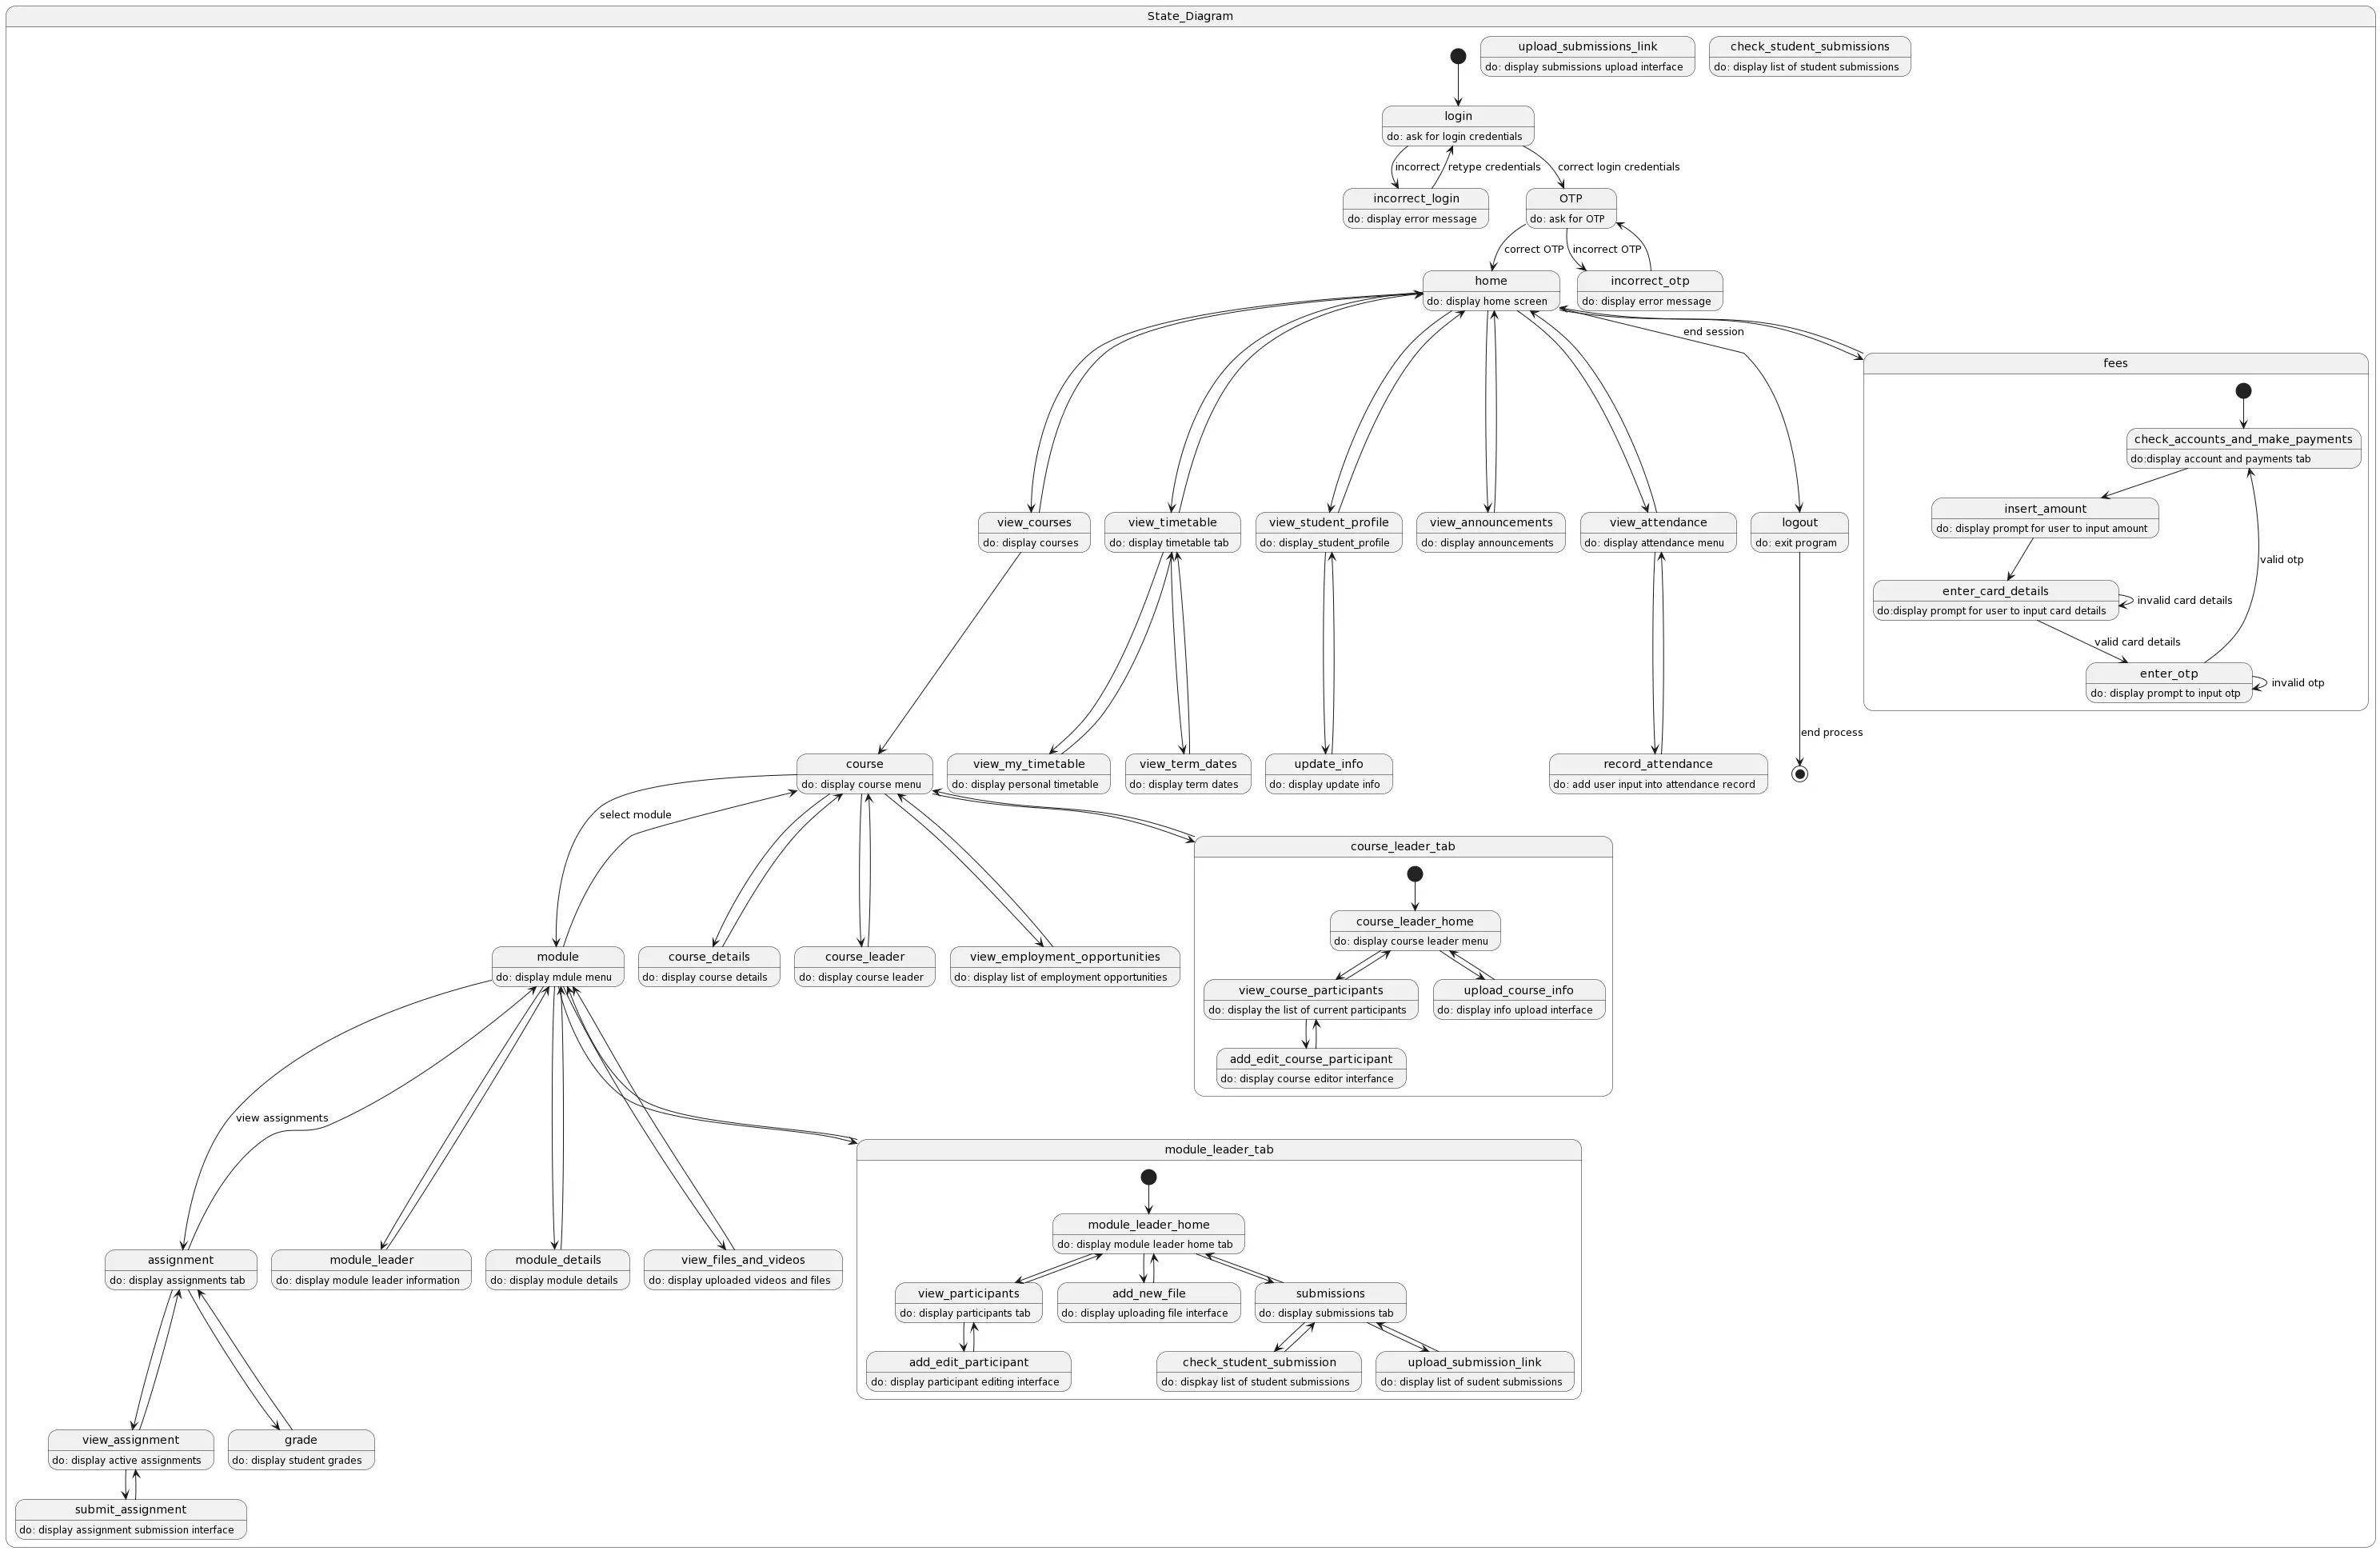 State_Diagram
upload_submissions_link
do: display submissions upload interface
check_student_submissions
do: display list of student submissions
login
do: ask for login credentials
incorrect
retype credentials
correct login credentials
incorrect_login
do: display error message
OTP
do: ask for OTP
correct OTP
incorrect OTP
home
do: display home screen
incorrect_otp
do: display error message
end session
fees
check_accounts_and_make_payments
do:display account and payments tab
insert_amount
do: display prompt for user to input amount
valid otp
enter_card_details
do:display prompt for user to input card details
invalid card details
valid card details
enter_otp
do: display prompt to input otp
invalid otp
view_courses
do: display courses
view_timetable
do: display timetable tab
view_student_profile
do: display_student_profile
view_announcements
do: display announcements
view_attendance
do: display attendance menu
logout
do: exit program
end process
course
do: display course menu
view_my_timetable
do: display personal timetable
view_term_dates
do: display term dates
update_info
do: display update info
record_attendance
do: add user input into attendance record
select module
course_leader_tab
course_leader_home
do: display course leader menu
view_course_participants
do: display the list of current participants
upload_course_info
do: display info upload interface
add_edit_course_participant
do: display course editor interfance
module
do: display mdule menu
course_details
do: display course details
course_leader
do: display course leader
view_employment_opportunities
do: display list of employment opportunities
view assignments
module_leader_tab
module_leader_home
do: display module leader home tab
view_participants
do: display participants tab
add_new_file
do: display uploading file interface
submissions
do: display submissions tab
add_edit_participant
do: display participant editing interface
check_student_submission
do: dispkay list of student submissions
upload_submission_link
do: display list of sudent submissions
assignment
do: display assignments tab
module_leader
do: display module leader information
module_details
do: display module details
view_files_and_videos
do: display uploaded videos and files
view_assignment
do: display active assignments
grade
do: display student grades
submit_assignment
do: display assignment submission interface